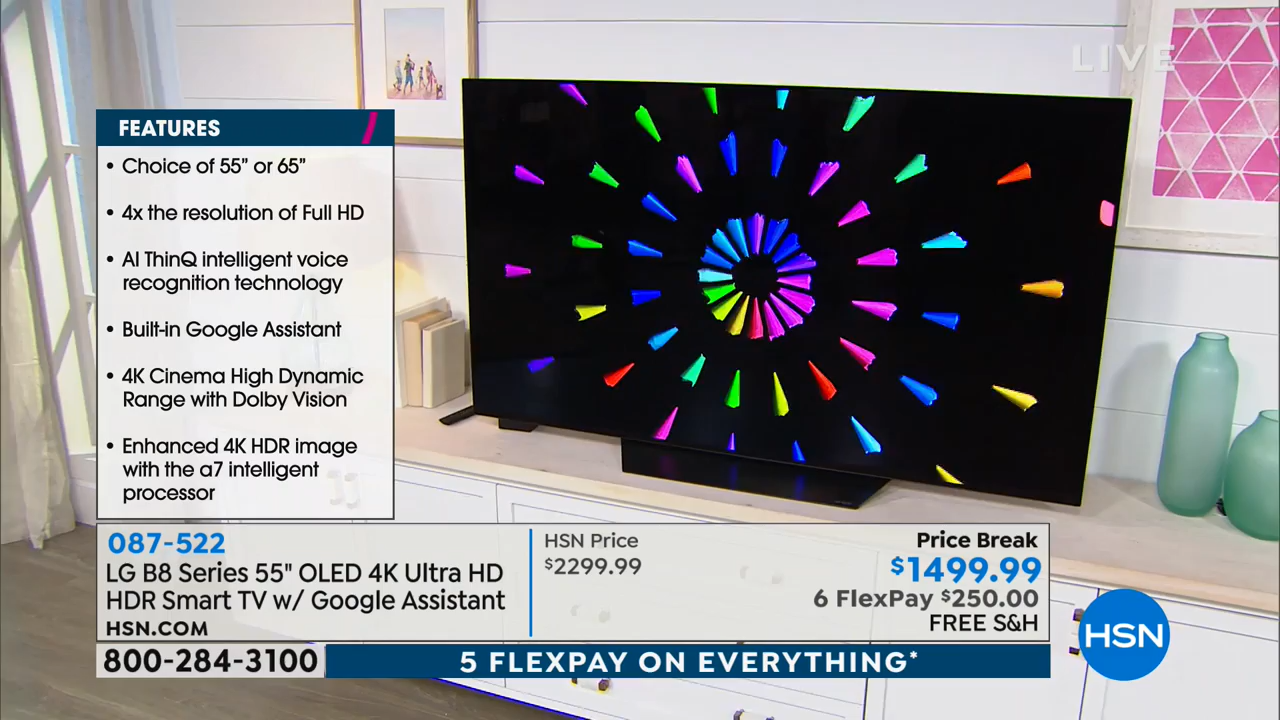 LIVE
FEATURES
• Choice of 55” or 65”
• 4x the resolution of Full HD
• AI ThinQ intelligent voice
recognition technology
• Built-in Google Assistant
• 4K Cinema High Dynamic
Range with Dolby Vision
• Enhanced 4K HDR image
with the a7 intelligent
processor
087-522
LG B8 Series 55" OLED 4K Ultra HD
HDR Smart TV w/ Google Assistant
HSN.COM
HSN Price
$2299.99
Price Break
$1499.99
6 FlexPay $250.00
FREE S&H
HSN
800-284-3100
5 FLEXPAY ON EVERYTHING*